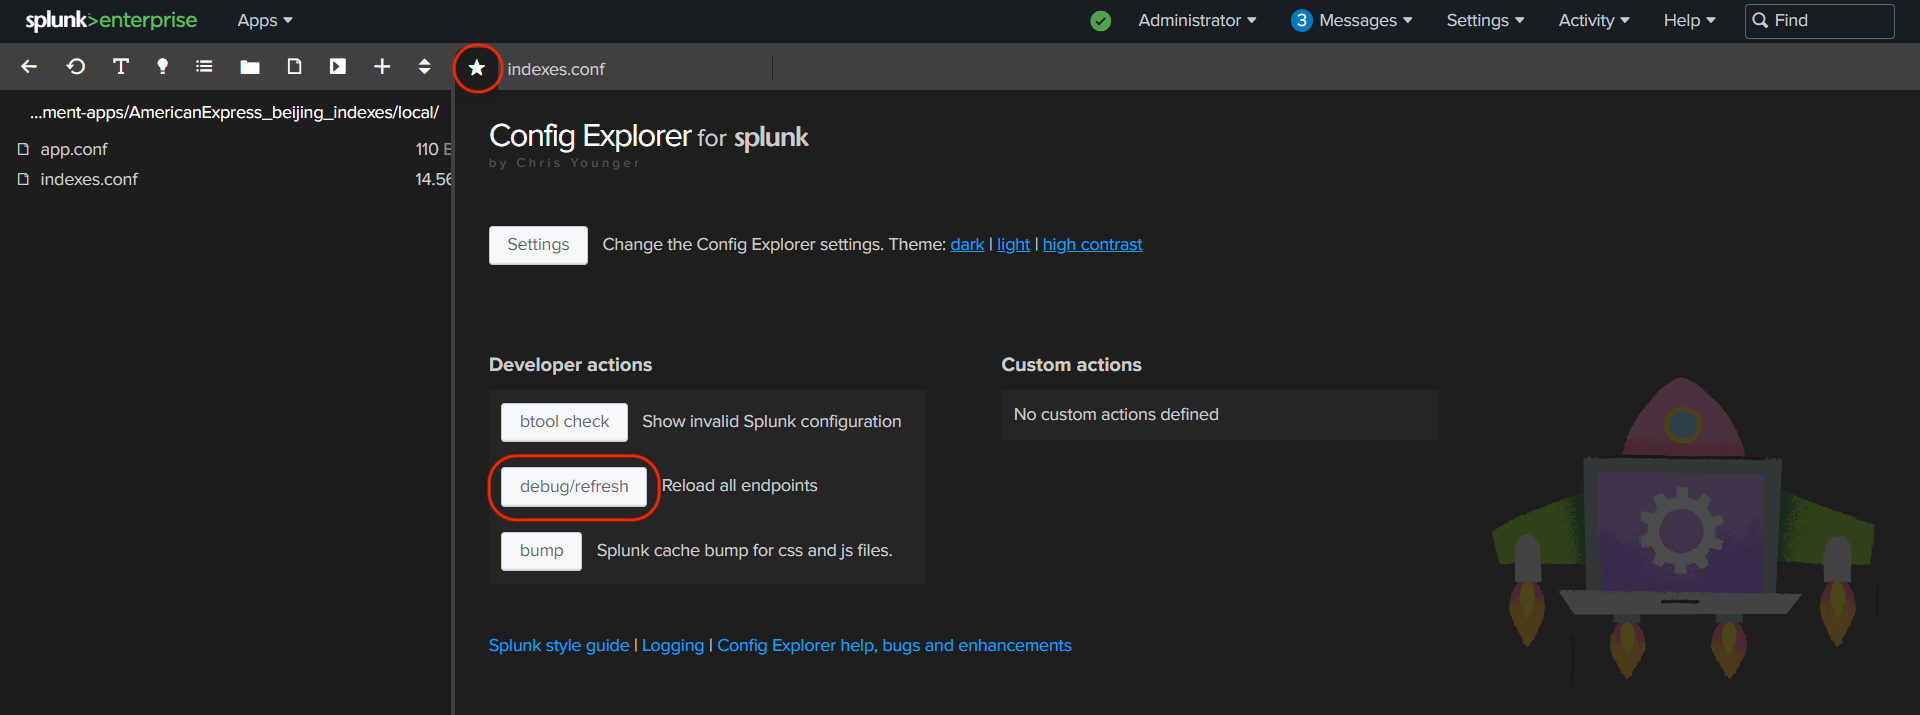 splunk>enterprise Apps Administrator 3 Messages Settings Activity Help Find
indexes.conf
...ment-apps/AmericanExpress_beijing_indexes/local/
app.conf 110
indexes.conf 14.56
Config Explorer for splunk
by Chris Younger
Settings Change the Config Explorer settings. Theme: dark | light | high contrast
Developer actions
btool check Show invalid Splunk configuration
debug/refresh Reload all endpoints
bump Splunk cache bump for css and js files.
Custom actions
No custom actions defined
Splunk style guide | Logging | Config Explorer help, bugs and enhancements